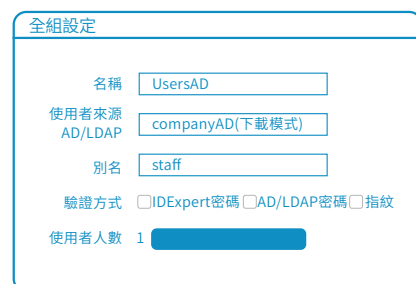 全組設定
名稱 UsersAD
使用者來源
AD/LDAP companyAD(下載模式)
別名 staff
驗證方式 IDExpert密碼 AD/LDAP密碼 指紋
使用者人數 1